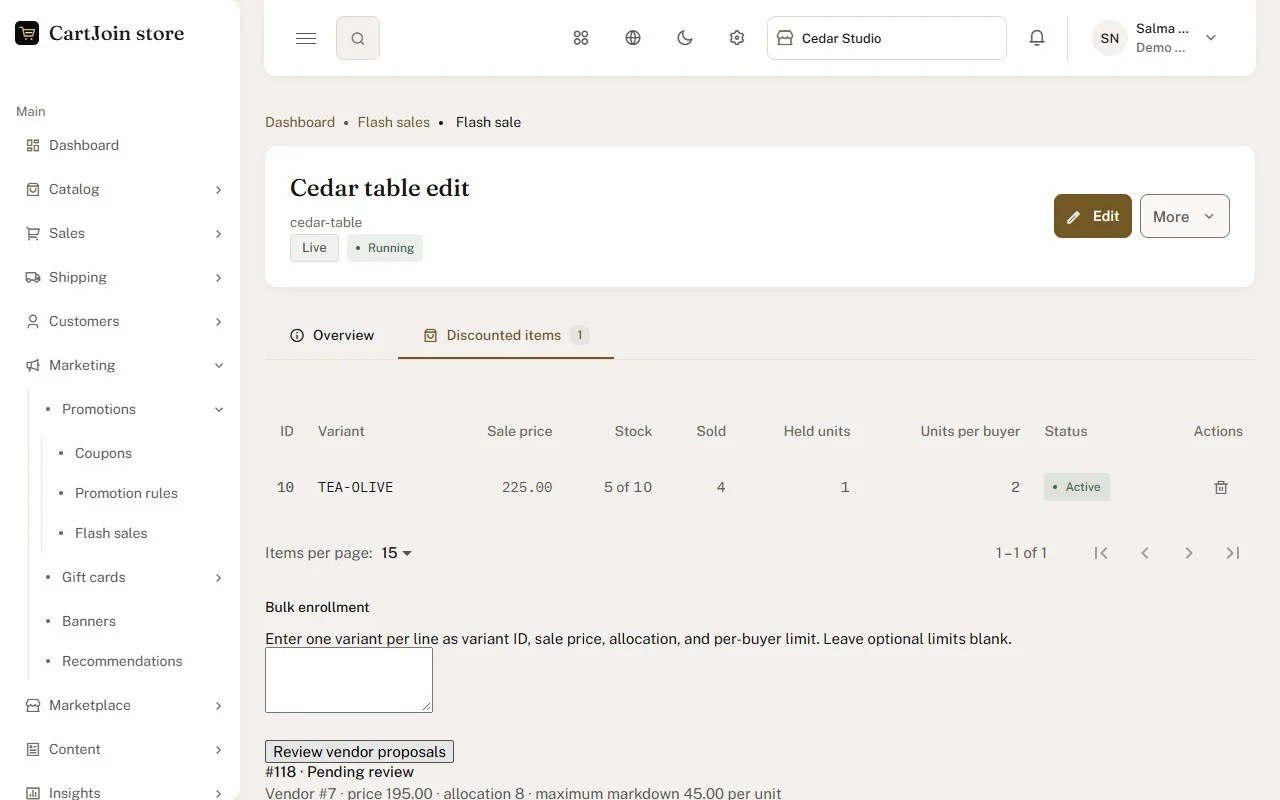 CartJoin store
Cedar Studio
SN
Salma ...
Demo ...
Main
Dashboard
Catalog
Sales
Shipping
Customers
Marketing
Promotions
Coupons
Promotion rules
Flash sales
Gift cards
Banners
Recommendations
Marketplace
Content
Insights
Dashboard • Flash sales • Flash sale
Cedar table edit
cedar-table
Live
• Running
Edit
More
Overview
Discounted items 1
ID Variant Sale price Stock Sold Held units Units per buyer Status Actions
10 TEA-OLIVE 225.00 5 of 10 4 1 2 • Active
Items per page: 15
1–1 of 1
Bulk enrollment
Enter one variant per line as variant ID, sale price, allocation, and per-buyer limit. Leave optional limits blank.
Review vendor proposals
#118 · Pending review
Vendor #7 · price 195.00 · allocation 8 · maximum markdown 45.00 per unit